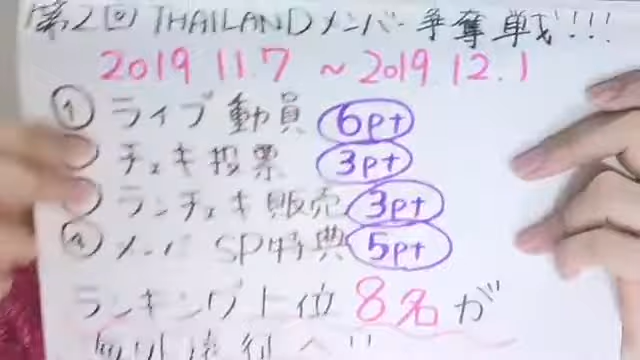 第2回 THAILANDメンバー争奪戦!!!
2019 11.7 ~ 2019 12.1
① ライブ動員 6pt
チェキ投票 3pt
ランチェキ販売 3pt
④ メンバーSP特典 5pt
ランキング上位 8名が